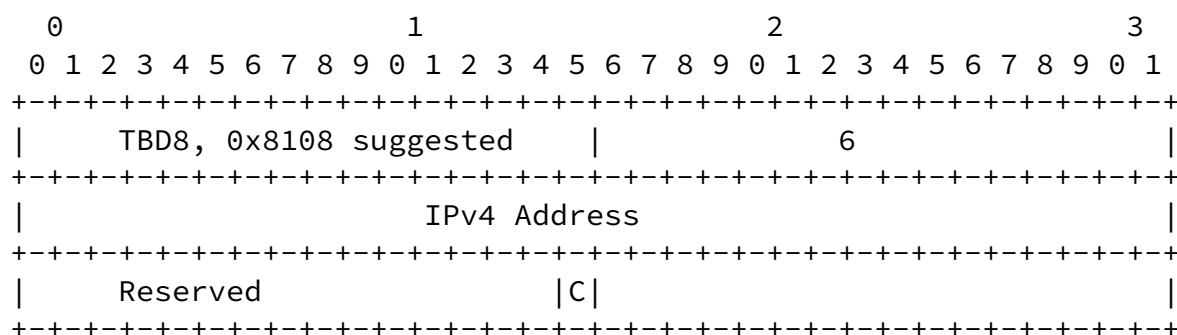 0                   1                   2                   3
 0 1 2 3 4 5 6 7 8 9 0 1 2 3 4 5 6 7 8 9 0 1 2 3 4 5 6 7 8 9 0 1
+-+-+-+-+-+-+-+-+-+-+-+-+-+-+-+-+-+-+-+-+-+-+-+-+-+-+-+-+-+-+-+-+
|     TBD8, 0x8108 suggested    |             6                 |
+-+-+-+-+-+-+-+-+-+-+-+-+-+-+-+-+-+-+-+-+-+-+-+-+-+-+-+-+-+-+-+-+
|                      IPv4 Address                             |
+-+-+-+-+-+-+-+-+-+-+-+-+-+-+-+-+-+-+-+-+-+-+-+-+-+-+-+-+-+-+-+-+
|     Reserved                |C|                               |
+-+-+-+-+-+-+-+-+-+-+-+-+-+-+-+-+-+-+-+-+-+-+-+-+-+-+-+-+-+-+-+-+